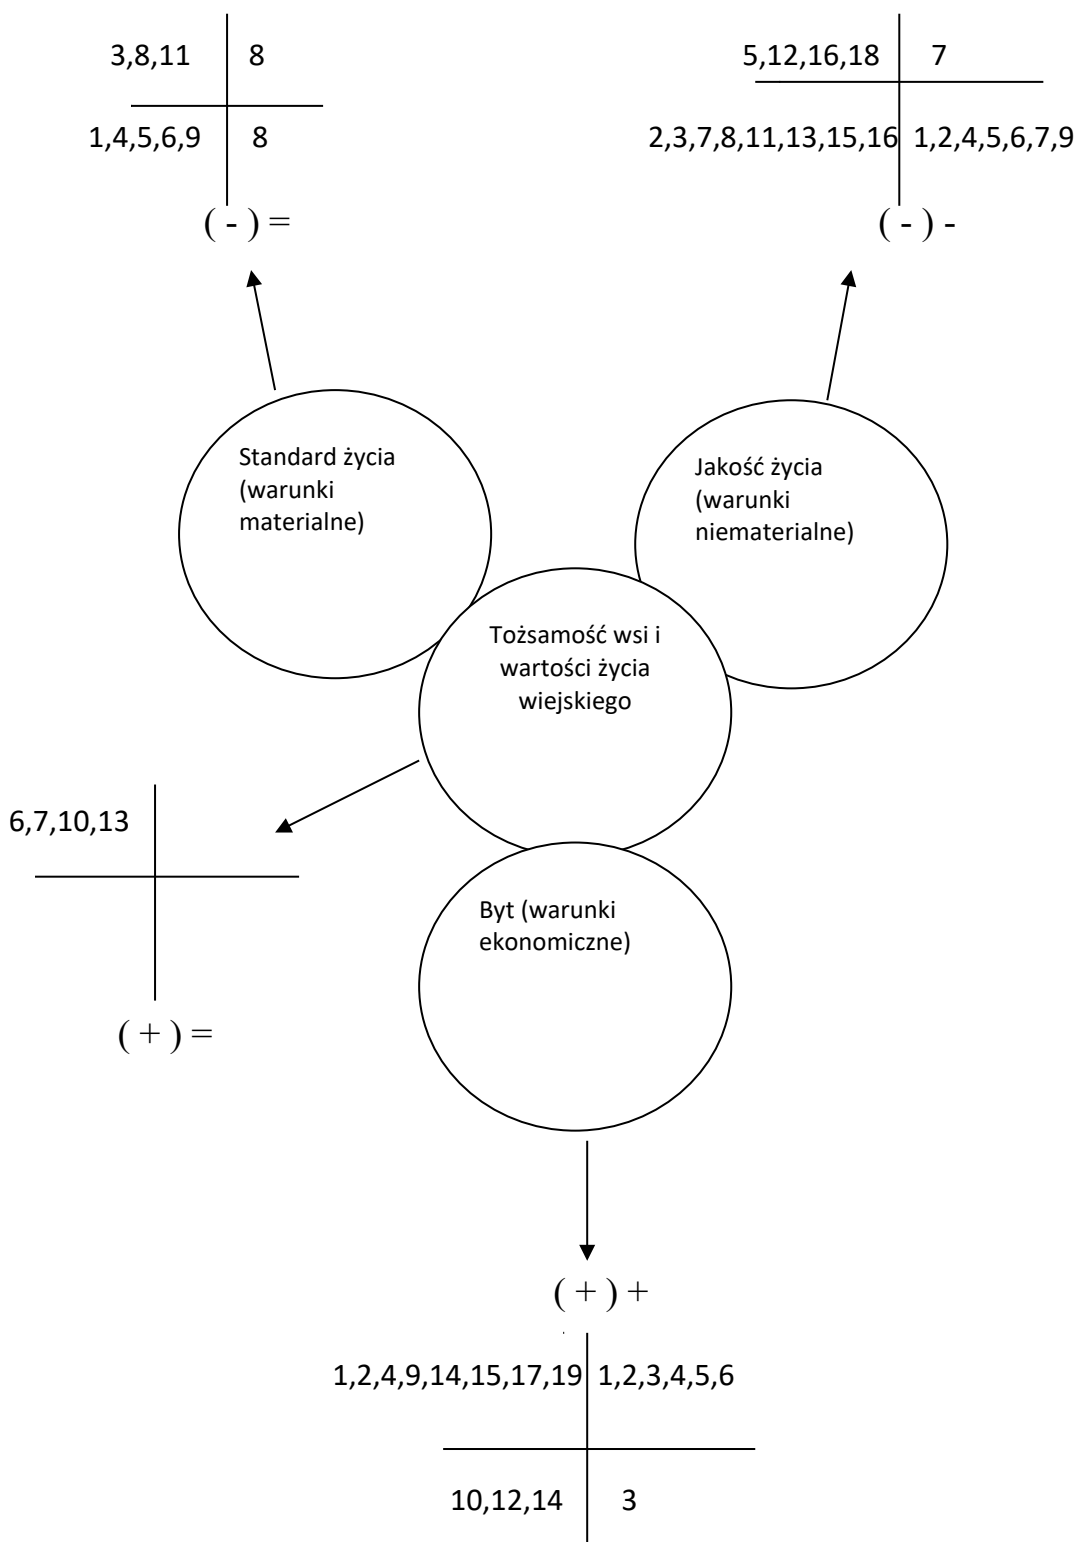 3,8,11 8
1,4,5,6,9 8
( - ) =
5,12,16,18 7
2,3,7,8,11,13,15,16 1,2,4,5,6,7,9
( - ) -
Standard życia
(warunki
materialne)
Jakość życia
(warunki
niematerialne)
Tożsamość wsi i
wartości życia
wiejskiego
6,7,10,13
( + ) =
Byt (warunki
ekonomiczne)
( + ) +
1,2,4,9,14,15,17,19 1,2,3,4,5,6
10,12,14 3